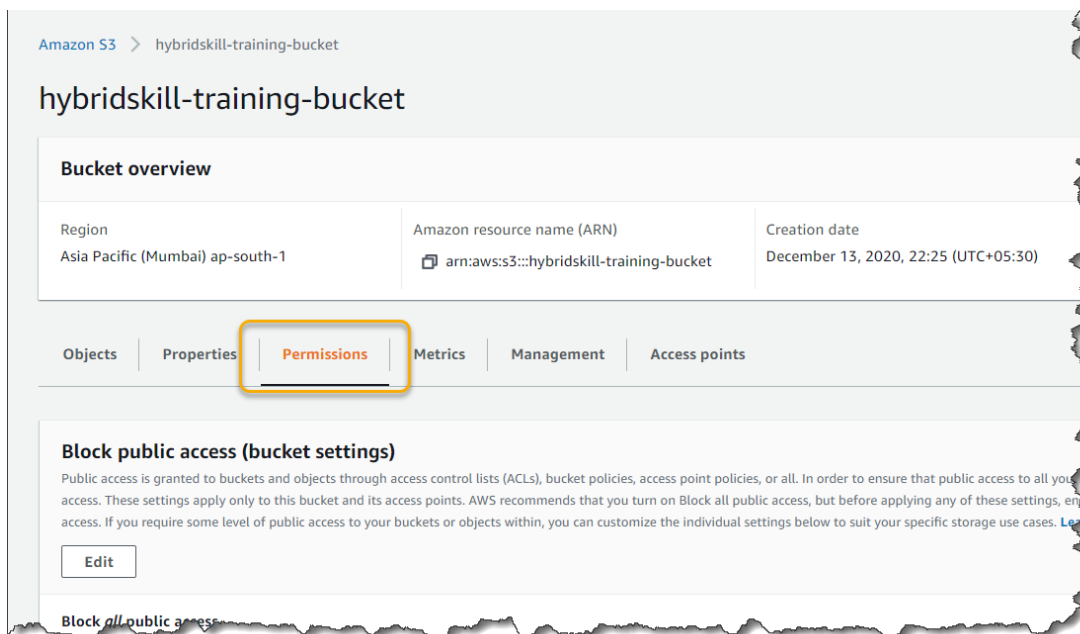 Amazon S3 > hybridskill-training-bucket
hybridskill-training-bucket
Bucket overview
Region Amazon resource name (ARN) Creation date
Asia Pacific (Mumbai) ap-south-1 arn:aws:s3:::hybridskill-training-bucket December 13, 2020, 22:25 (UTC+05:30)
Objects Properties Permissions Metrics Management Access points
Block public access (bucket settings)
Public access is granted to buckets and objects through access control lists (ACLs), bucket policies, access point policies, or all. In order to ensure that public access to all
access. These settings apply only to this bucket and its access points. AWS recommends that you turn on Block all public access, but before applying any of these settings,
access. If you require some level of public access to your buckets or objects within, you can customize the individual settings below to suit your specific storage use cases.
Edit
Block all public access